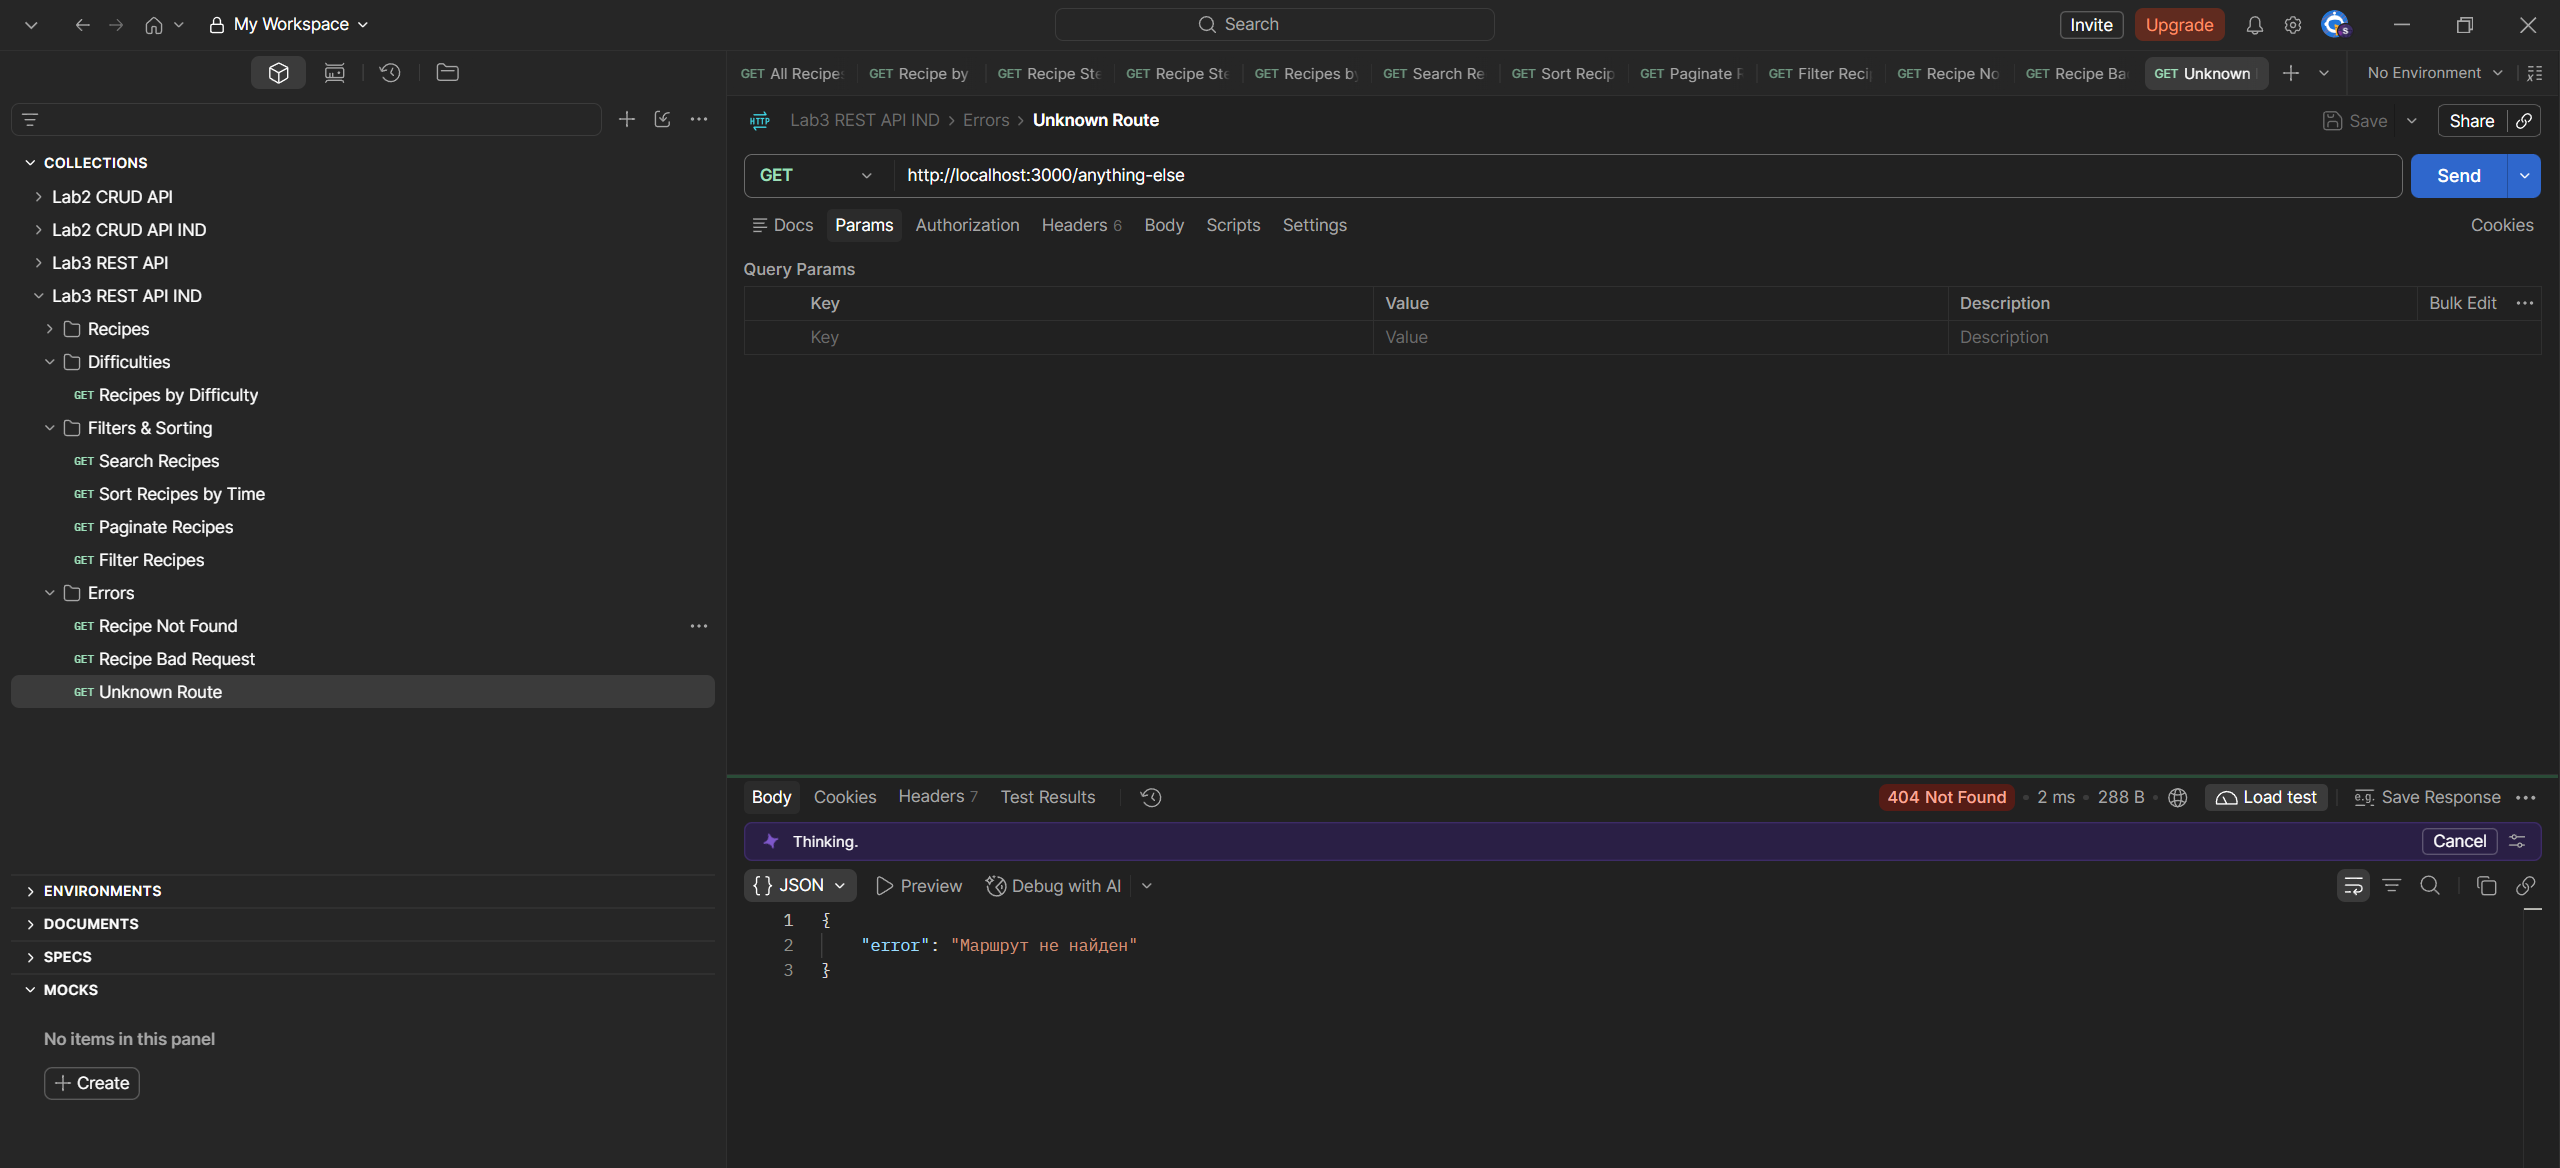 My Workspace
Search
Invite
Upgrade
GET All Recipes
GET Recipe by
GET Recipe Ste
GET Recipe Ste
GET Recipes by
GET Search Re
GET Sort Recip
GET Paginate R
GET Filter Reci
GET Recipe No
GET Recipe Ba
GET Unknown
No Environment
COLLECTIONS
Lab2 CRUD API
Lab2 CRUD API IND
Lab3 REST API
Lab3 REST API IND
Recipes
Difficulties
GET Recipes by Difficulty
Filters & Sorting
GET Search Recipes
GET Sort Recipes by Time
GET Paginate Recipes
GET Filter Recipes
Errors
GET Recipe Not Found
GET Recipe Bad Request
GET Unknown Route
ENVIRONMENTS
DOCUMENTS
SPECS
MOCKS
No items in this panel
Create
HTTP Lab3 REST API IND > Errors > Unknown Route
Save
Share
GET http://localhost:3000/anything-else
Send
Docs Params Authorization Headers 6 Body Scripts Settings
Cookies
Query Params
Key Value Description Bulk Edit
Key Value Description
Body Cookies Headers 7 Test Results
404 Not Found • 2 ms • 288 B
Load test
e.g. Save Response
Thinking.
Cancel
{} JSON Preview Debug with AI
1 {
2 "error": "Маршрут не найден"
3 }